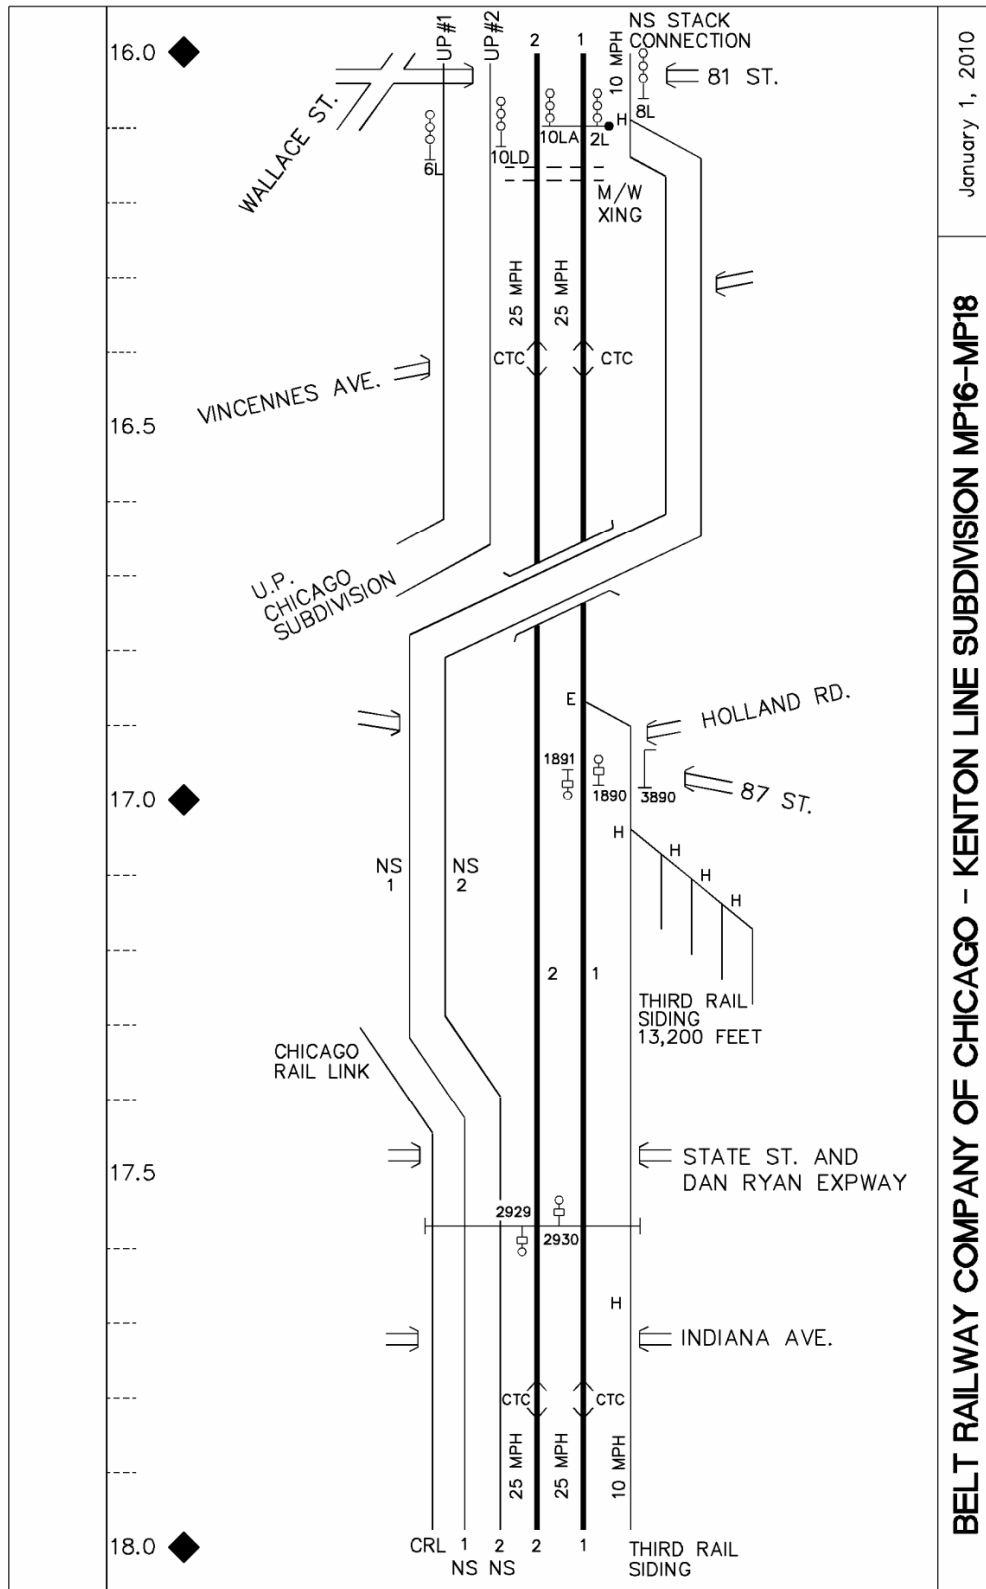 16.0
UP#1
UP#2
2
1
10 MPH
NS STACK
CONNECTION
81 ST.
WALLACE ST.
6L
10LD
10LA
2L
H
8L
M/W
XING
25 MPH
25 MPH
CTC
CTC
VINCENNES AVE.
16.5
U.P.
CHICAGO
SUBDIVISION
E
HOLLAND RD.
1891
1890
3890
87 ST.
17.0
H
H
H
H
NS
1
NS
2
2
1
THIRD RAIL
SIDING
13,200 FEET
CHICAGO
RAIL LINK
17.5
STATE ST. AND
DAN RYAN EXPWAY
2929
2930
H
INDIANA AVE.
CTC
CTC
25 MPH
25 MPH
10 MPH
18.0
CRL
1
2
2
1
NS NS
THIRD RAIL
SIDING
January 1, 2010
BELT RAILWAY COMPANY OF CHICAGO - KENTON LINE SUBDIVISION MP16-MP18